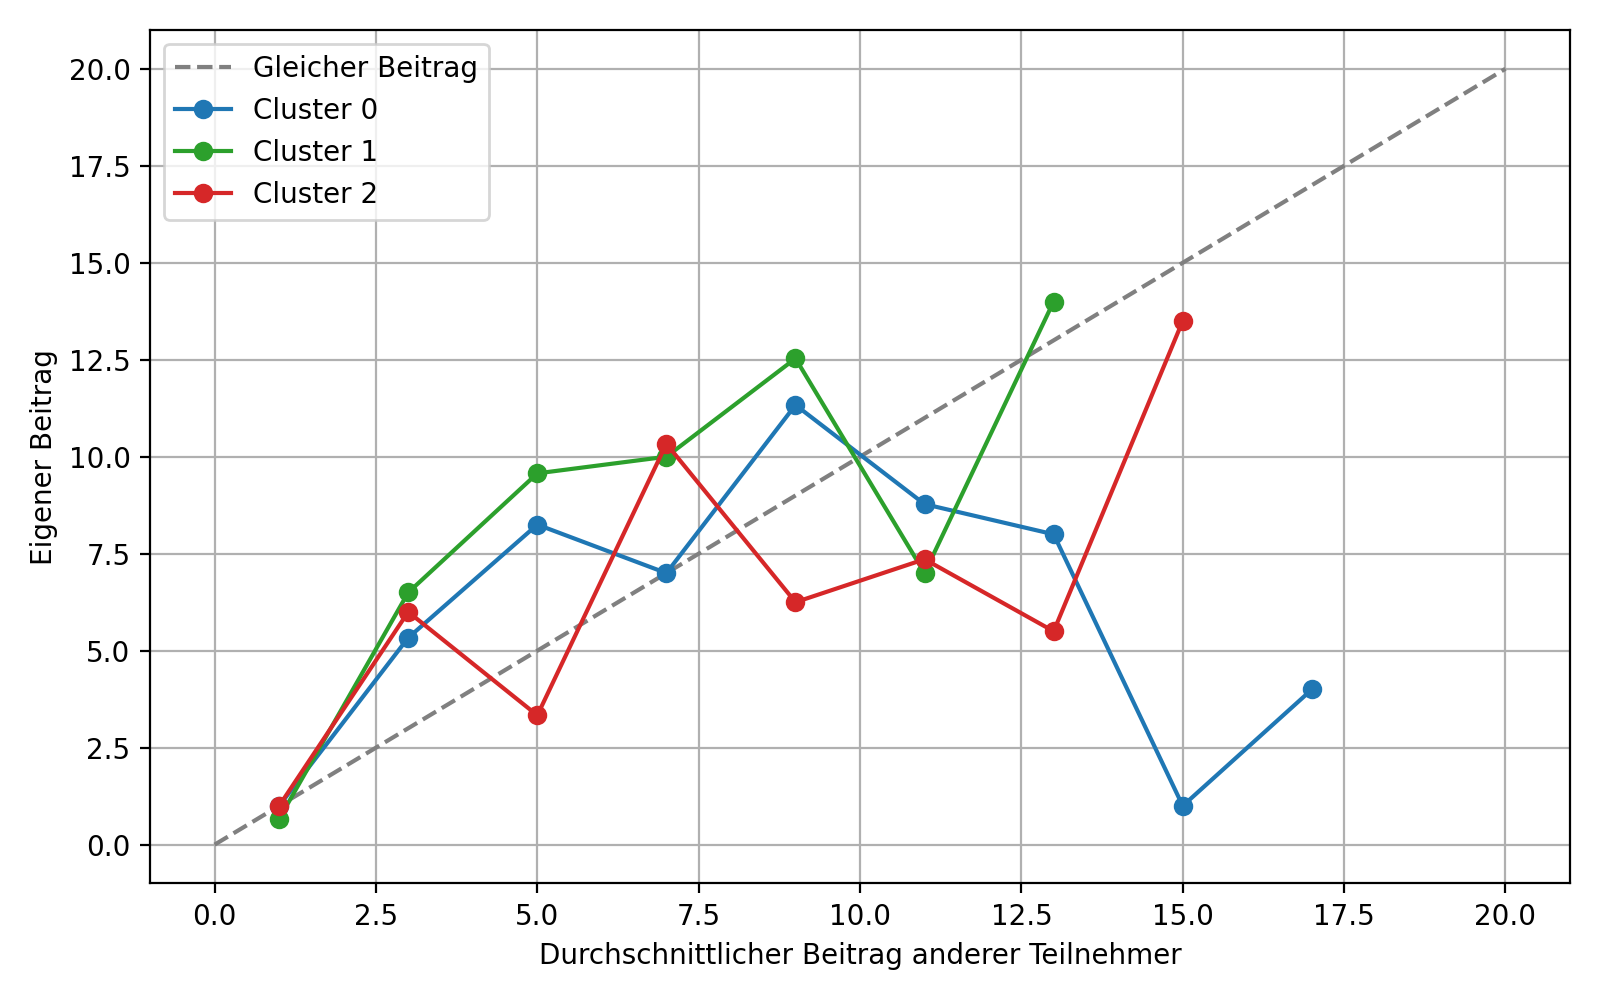 Gleicher Beitrag
Cluster 0
Cluster 1
Cluster 2
Eigener Beitrag
20.0
17.5
15.0
12.5
10.0
7.5
5.0
2.5
0.0
0.0 2.5 5.0 7.5 10.0 12.5 15.0 17.5 20.0
Durchschnittlicher Beitrag anderer Teilnehmer